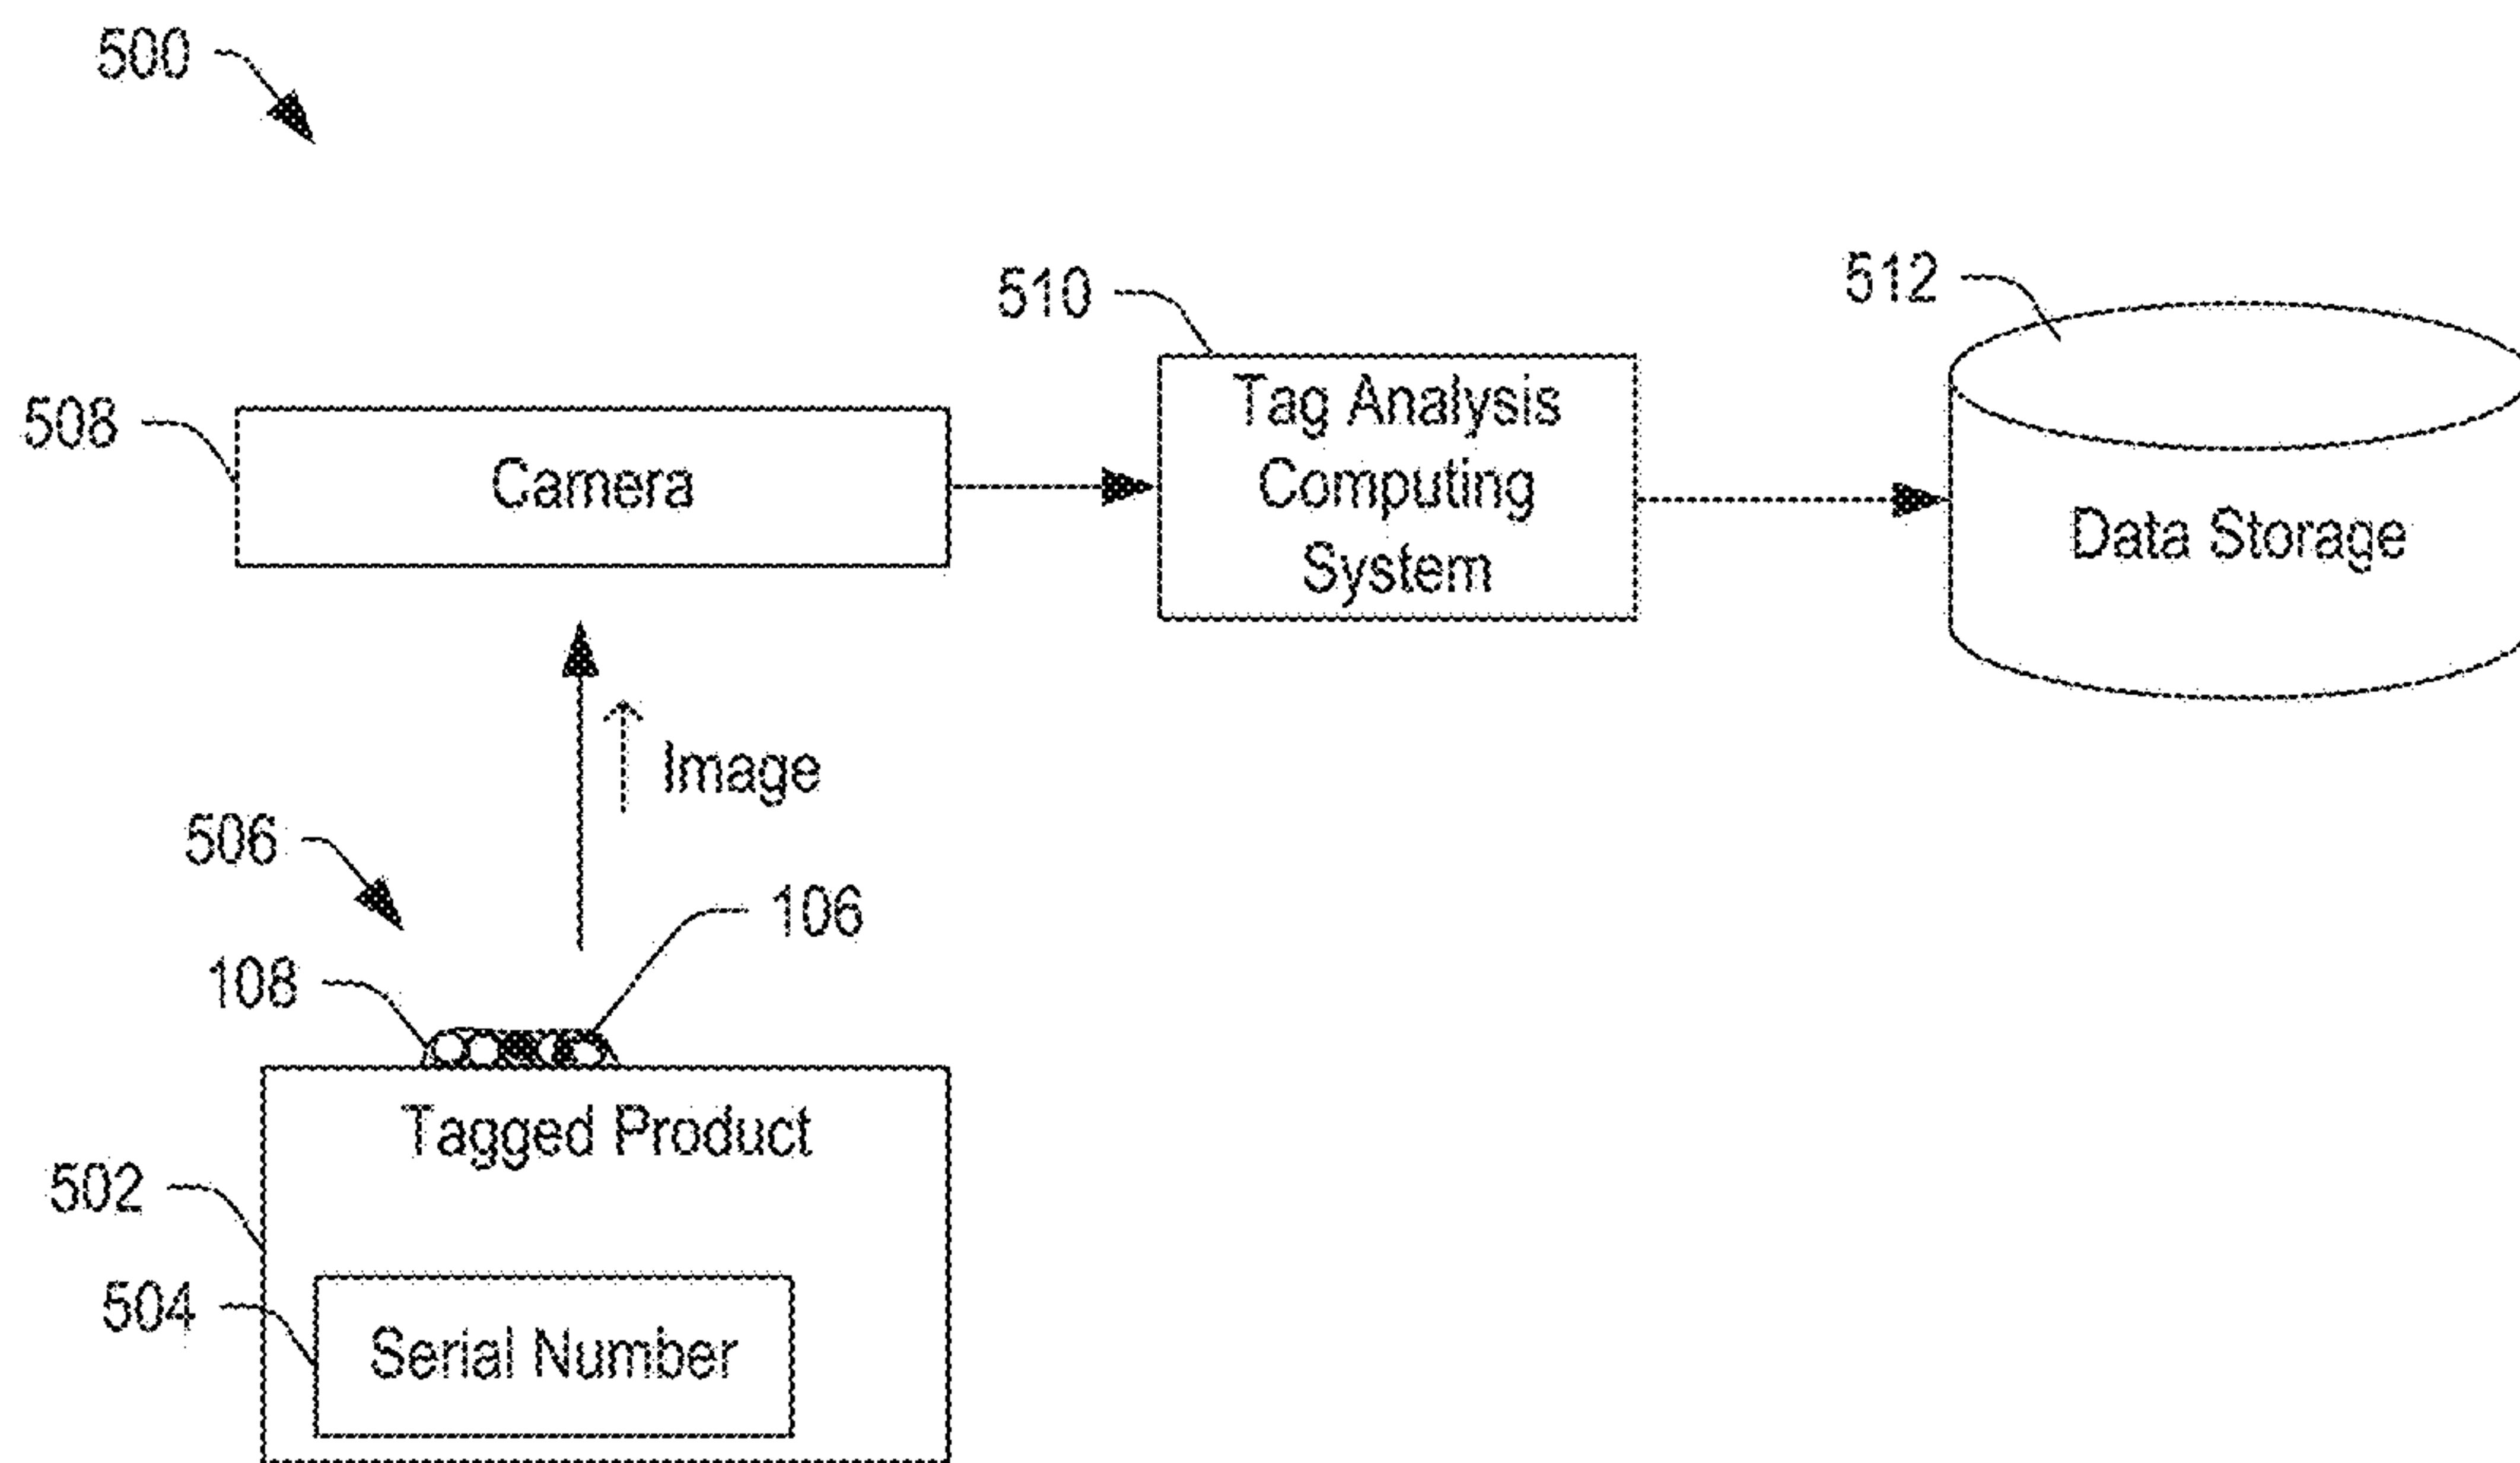 500
510
512
508
Camera
Tag Analysis
Computing
System
Data Storage
Image
506
106
108
Tagged Product
502
504
Serial Number